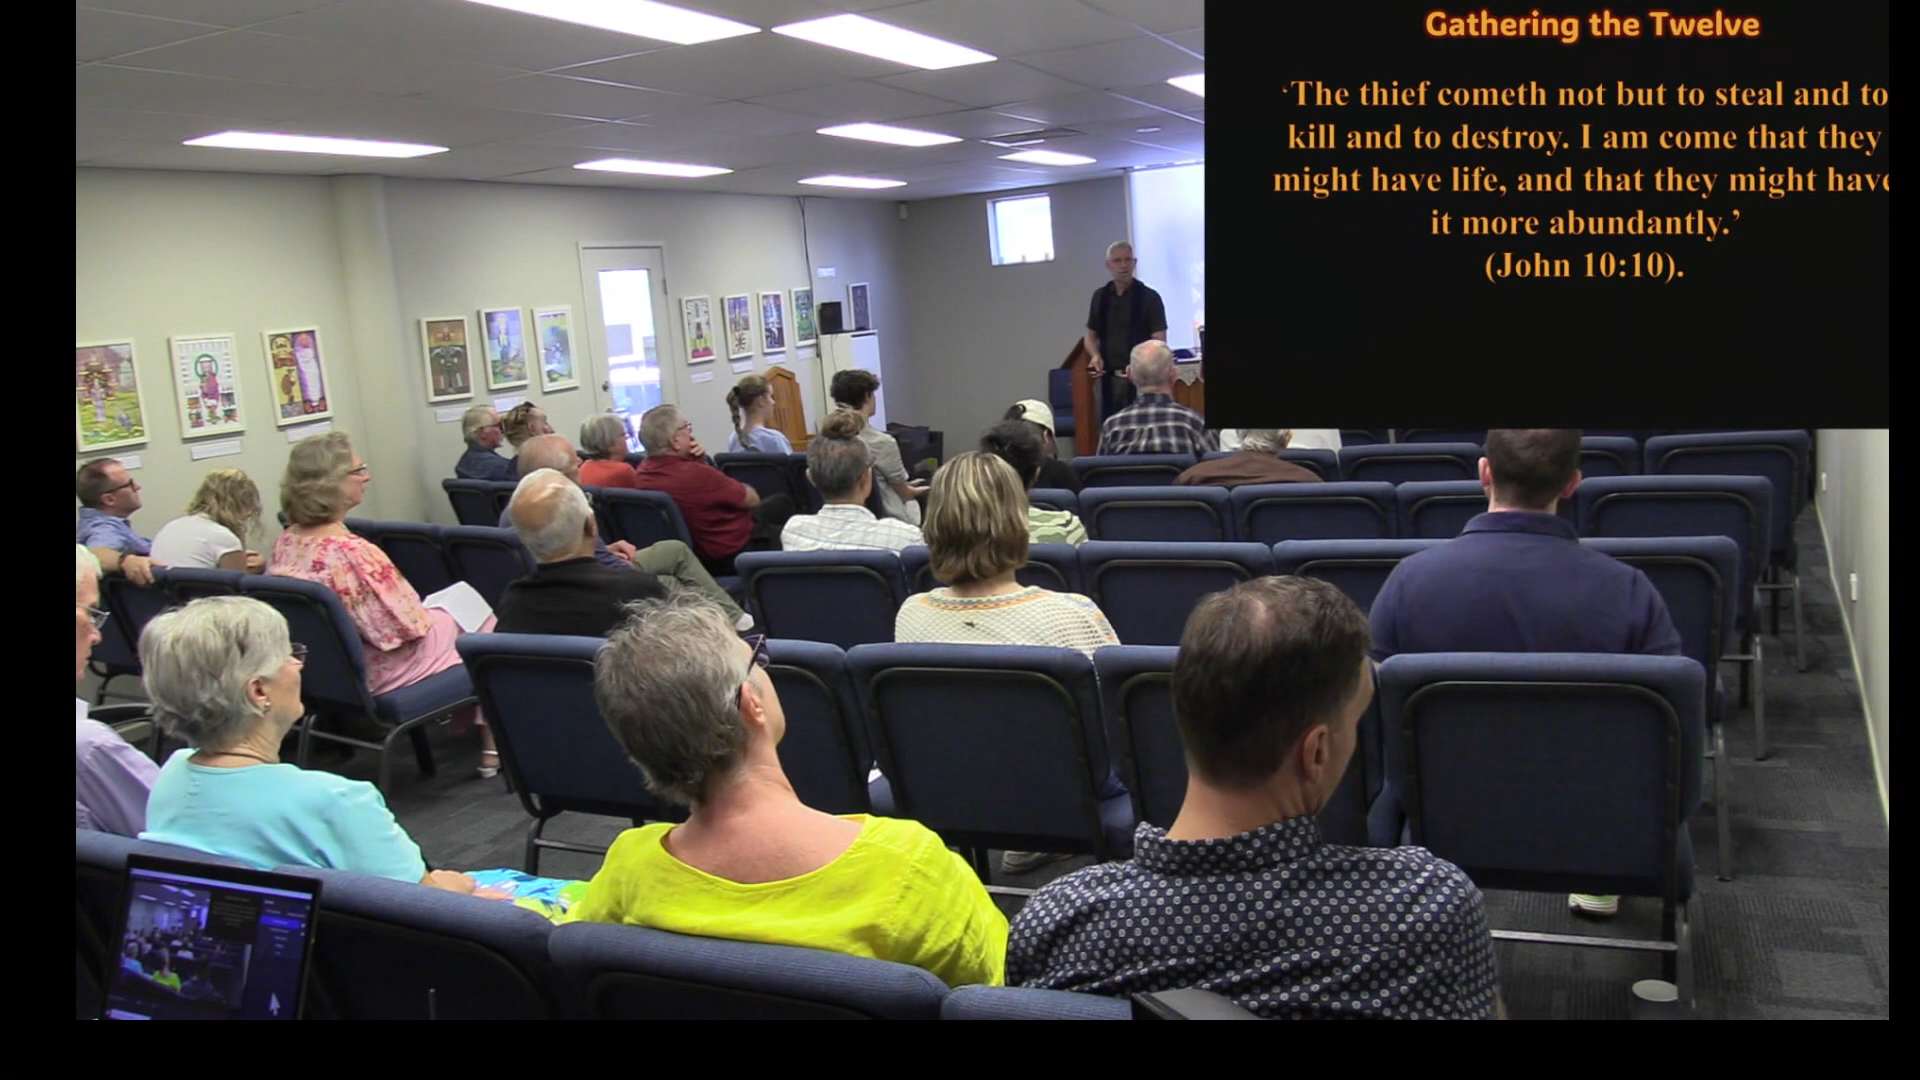 Gathering the Twelve
‘The thief cometh not but to steal and to
kill and to destroy. I am come that they
might have life, and that they might have
it more abundantly.’
(John 10:10).